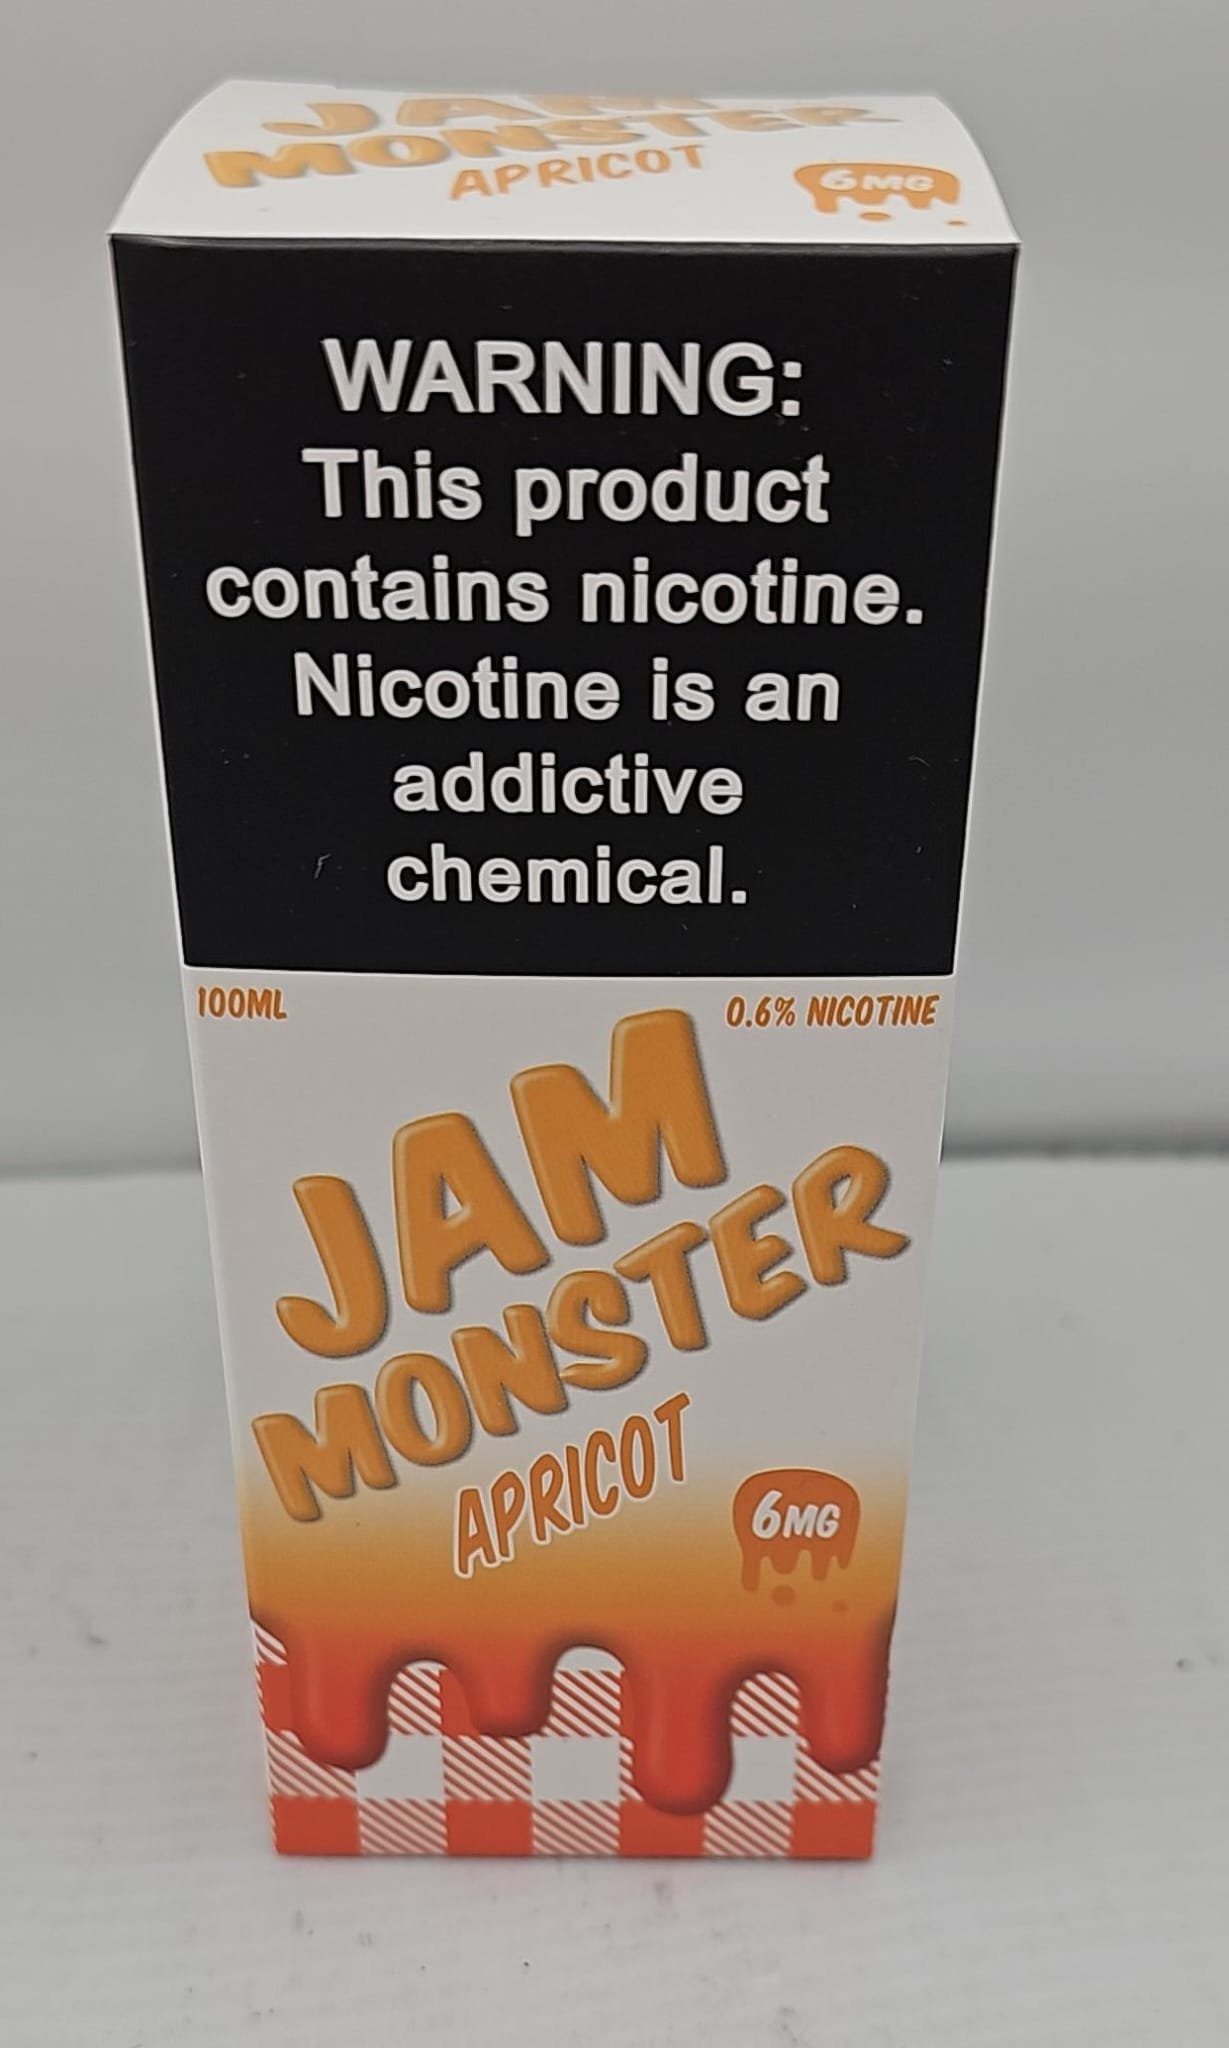 JAM
MONSTER
APRICOT
6MG
WARNING:
This product
contains nicotine.
Nicotine is an
addictive
chemical.
100ML
0.6% NICOTINE
JAM
MONSTER
APRICOT
6MG